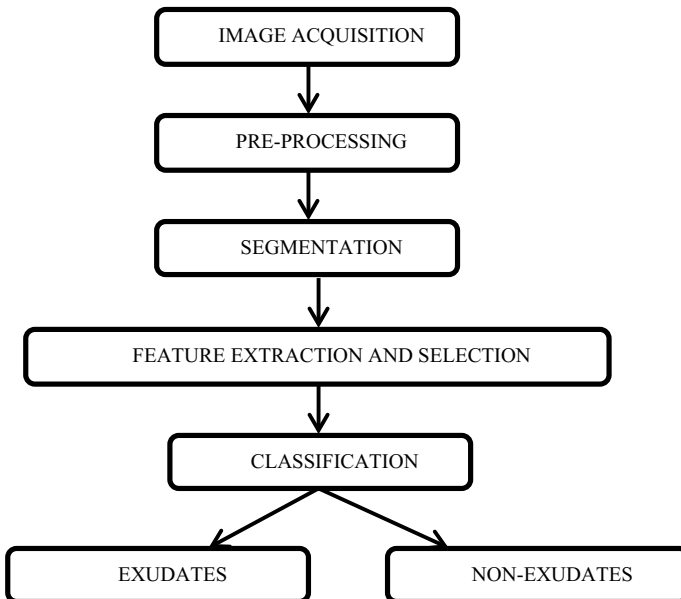 IMAGE ACQUISITION
PRE-PROCESSING
SEGMENTATION
FEATURE EXTRACTION AND SELECTION
CLASSIFICATION
EXUDATES
NON-EXUDATES